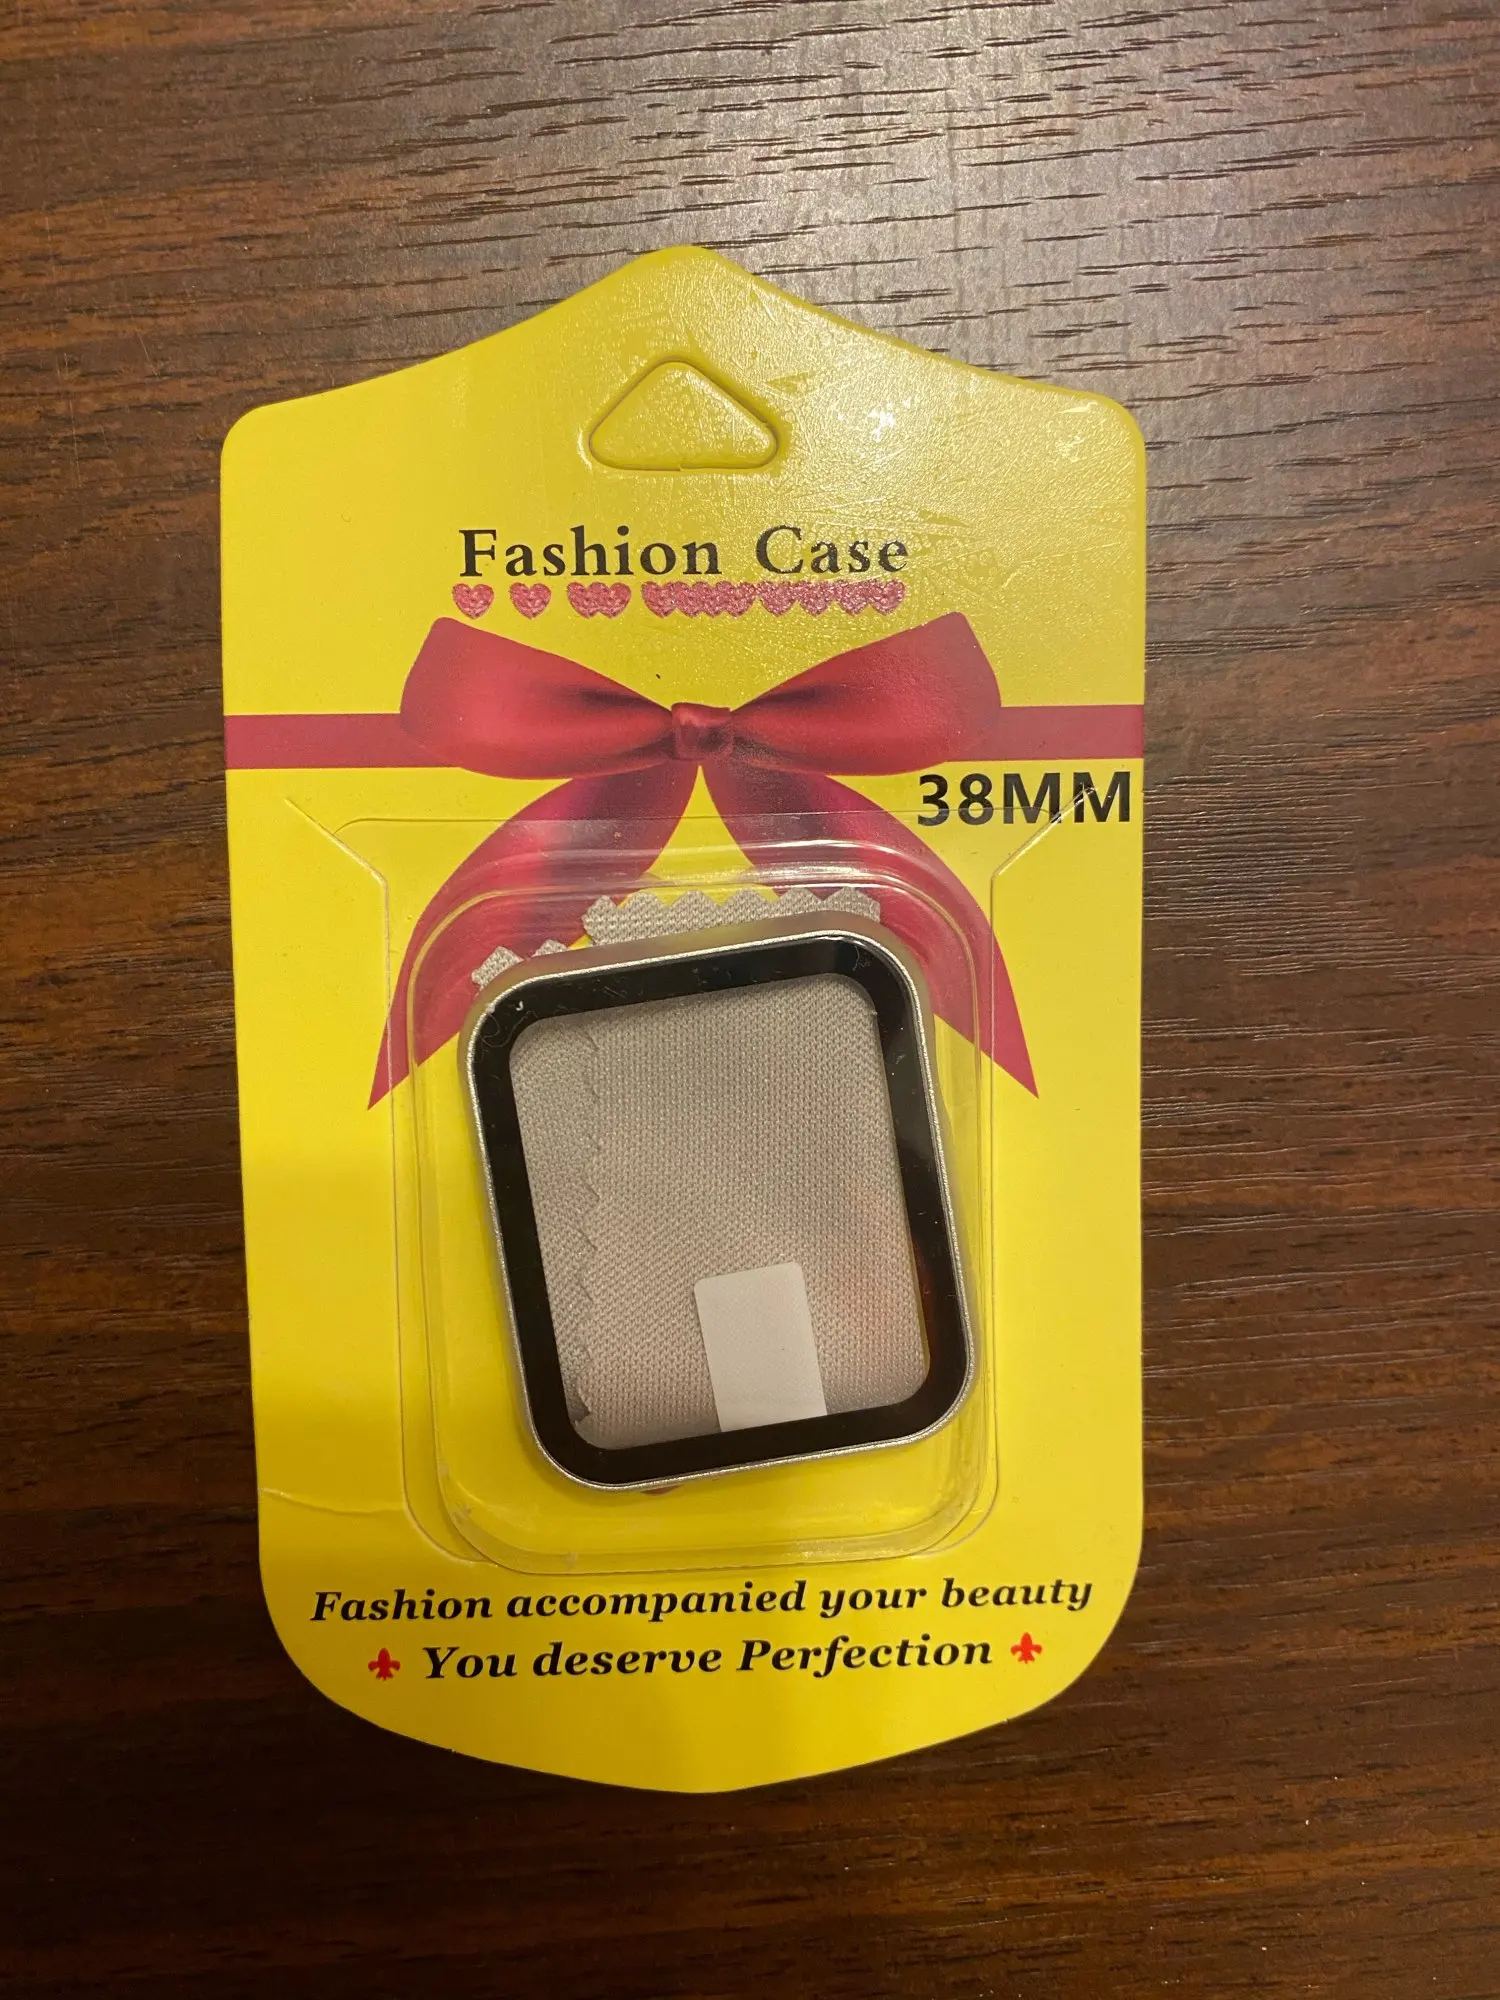 Fashion Case
38MM
Fashion accompanied your beauty
You deserve Perfection